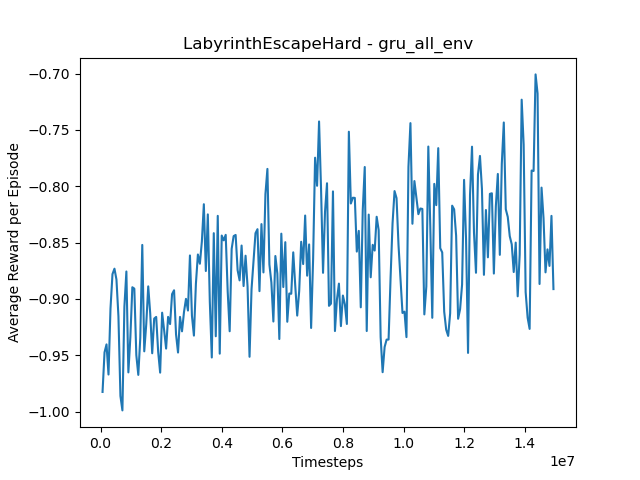 LabyrinthEscapeHard - gru_all_env
Average Reward per Episode
−0.70
−0.75
−0.80
−0.85
−0.90
−0.95
−1.00
0.0 0.2 0.4 0.6 0.8 1.0 1.2 1.4
1e7
Timesteps